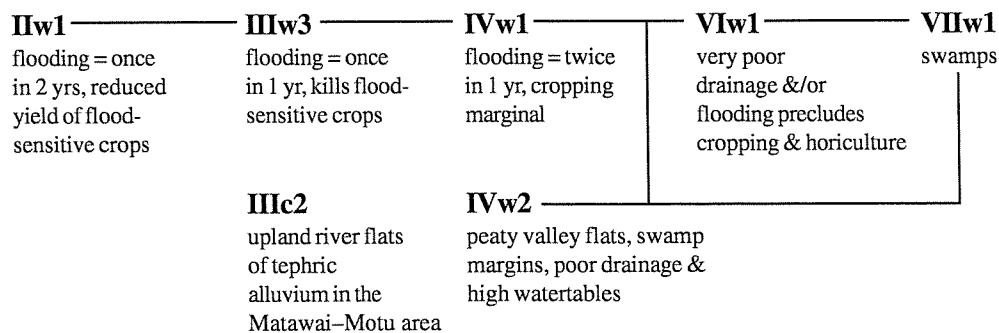 IIw1
flooding = once
in 2 yrs, reduced
yield of flood-
sensitive crops
IIIw3
flooding = once
in 1 yr, kills flood-
sensitive crops
IVw1
flooding = twice
in 1 yr, cropping
marginal
VIw1
very poor
drainage &/or
flooding precludes
cropping & horiculture
VIIw1
swamps
IIIc2
upland river flats
of tephric
alluvium in the
Matawai–Motu area
IVw2
peaty valley flats, swamp
margins, poor drainage &
high watertables